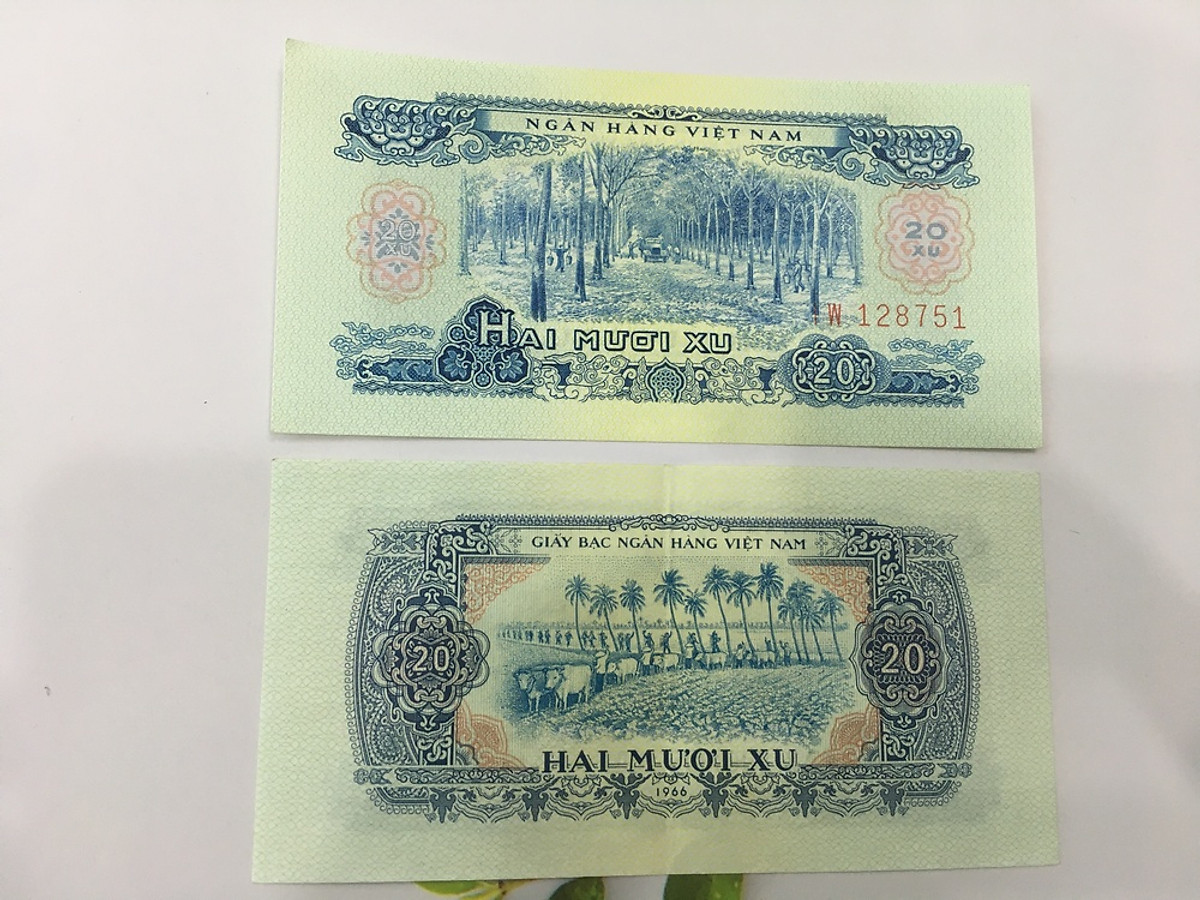 NGÂN HÀNG VIỆT NAM
20
XU
20
XU
W 128751
HAI MƯƠI XU
20
GIẤY BẠC NGÂN HÀNG VIỆT NAM
20
20
HAI MƯƠI XU
1966